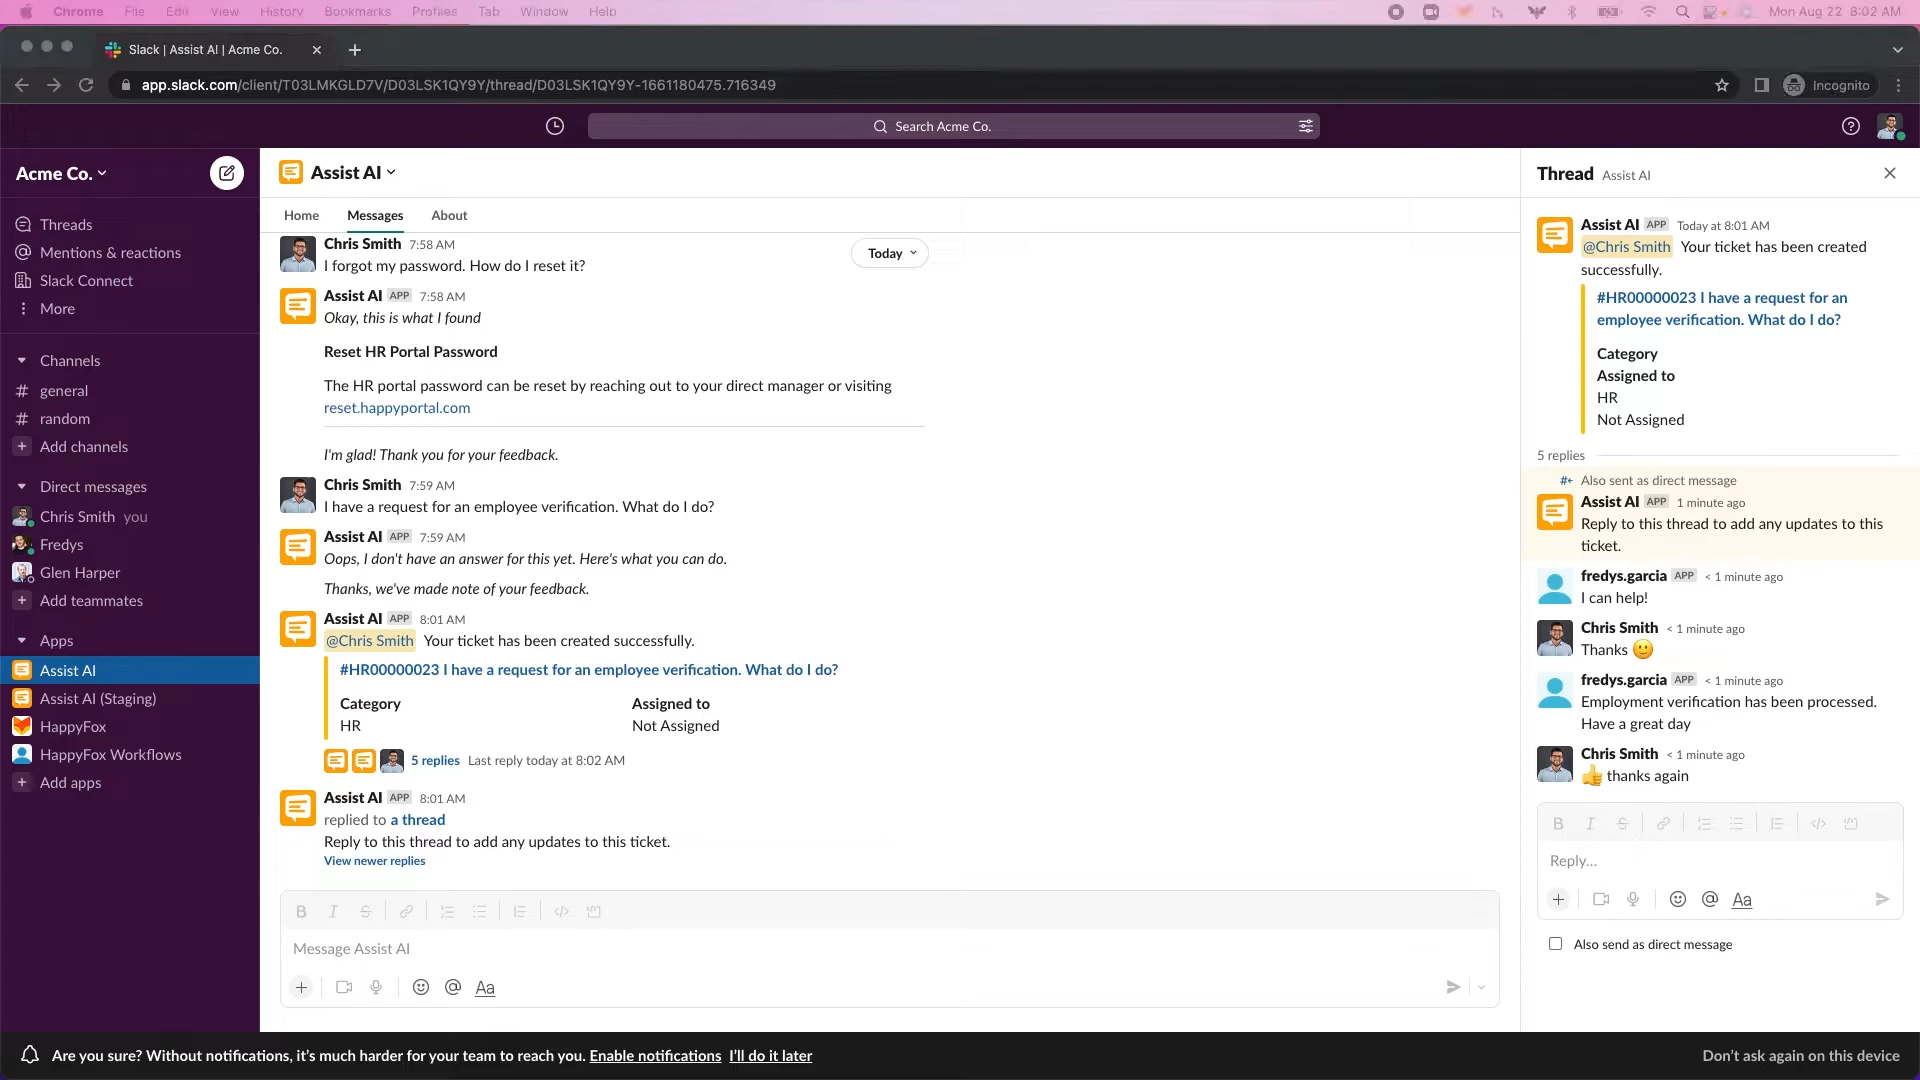 Chrome File Edit View History Bookmarks Profiles Tab Window Help Mon Aug 22 8:02 AM
Slack | Assist AI | Acme Co.
app.slack.com/client/T03LMKGLD7V/D03LSK1QY9Y/thread/D03LSK1QY9Y-1661180475.716349
Incognito
Search Acme Co.
Acme Co.
Threads
Mentions & reactions
Slack Connect
More
Channels
# general
# random
Add channels
Direct messages
Chris Smith you
Fredys
Glen Harper
Add teammates
Apps
Assist AI
Assist AI (Staging)
HappyFox
HappyFox Workflows
Add apps
Assist AI
Home Messages About
Today
Chris Smith 7:58 AM
I forgot my password. How do I reset it?
Assist AI APP 7:58 AM
Okay, this is what I found
Reset HR Portal Password
The HR portal password can be reset by reaching out to your direct manager or visiting
reset.happyportal.com
I'm glad! Thank you for your feedback.
Chris Smith 7:59 AM
I have a request for an employee verification. What do I do?
Assist AI APP 7:59 AM
Oops, I don't have an answer for this yet. Here's what you can do.
Thanks, we've made note of your feedback.
Assist AI APP 8:01 AM
@Chris Smith Your ticket has been created successfully.
#HR00000023 I have a request for an employee verification. What do I do?
Category Assigned to
HR Not Assigned
5 replies Last reply today at 8:02 AM
Assist AI APP 8:01 AM
replied to a thread
Reply to this thread to add any updates to this ticket.
View newer replies
Message Assist AI
Aa
Thread Assist AI
Assist AI APP Today at 8:01 AM
@Chris Smith Your ticket has been created
successfully.
#HR00000023 I have a request for an
employee verification. What do I do?
Category
Assigned to
HR
Not Assigned
5 replies
Also sent as direct message
Assist AI APP 1 minute ago
Reply to this thread to add any updates to this
ticket.
fredys.garcia APP < 1 minute ago
I can help!
Chris Smith < 1 minute ago
Thanks 🙂
fredys.garcia APP < 1 minute ago
Employment verification has been processed.
Have a great day
Chris Smith < 1 minute ago
👍 thanks again
Reply…
Aa
Also send as direct message
Are you sure? Without notifications, it’s much harder for your team to reach you. Enable notifications I’ll do it later
Don’t ask again on this device